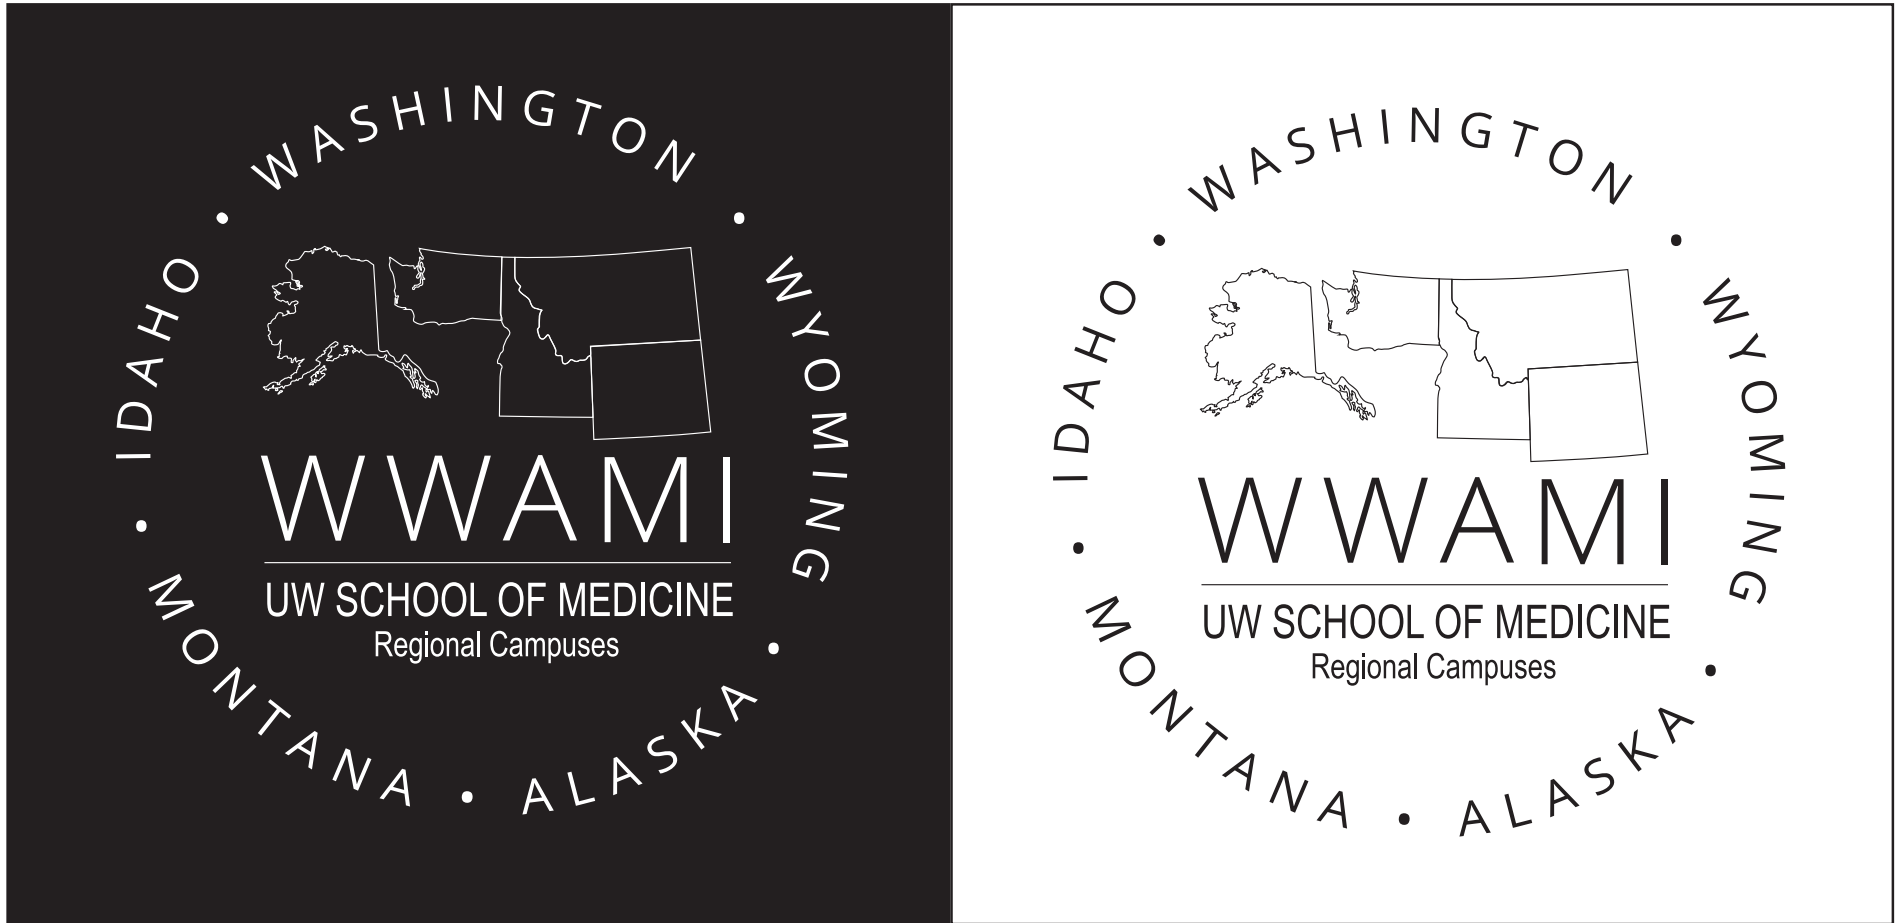 WASHINGTON • WYOMING • ALASKA • MONTANA • IDAHO •
WWAMI
UW SCHOOL OF MEDICINE
Regional Campuses
WASHINGTON • WYOMING • ALASKA • MONTANA • IDAHO •
WWAMI
UW SCHOOL OF MEDICINE
Regional Campuses